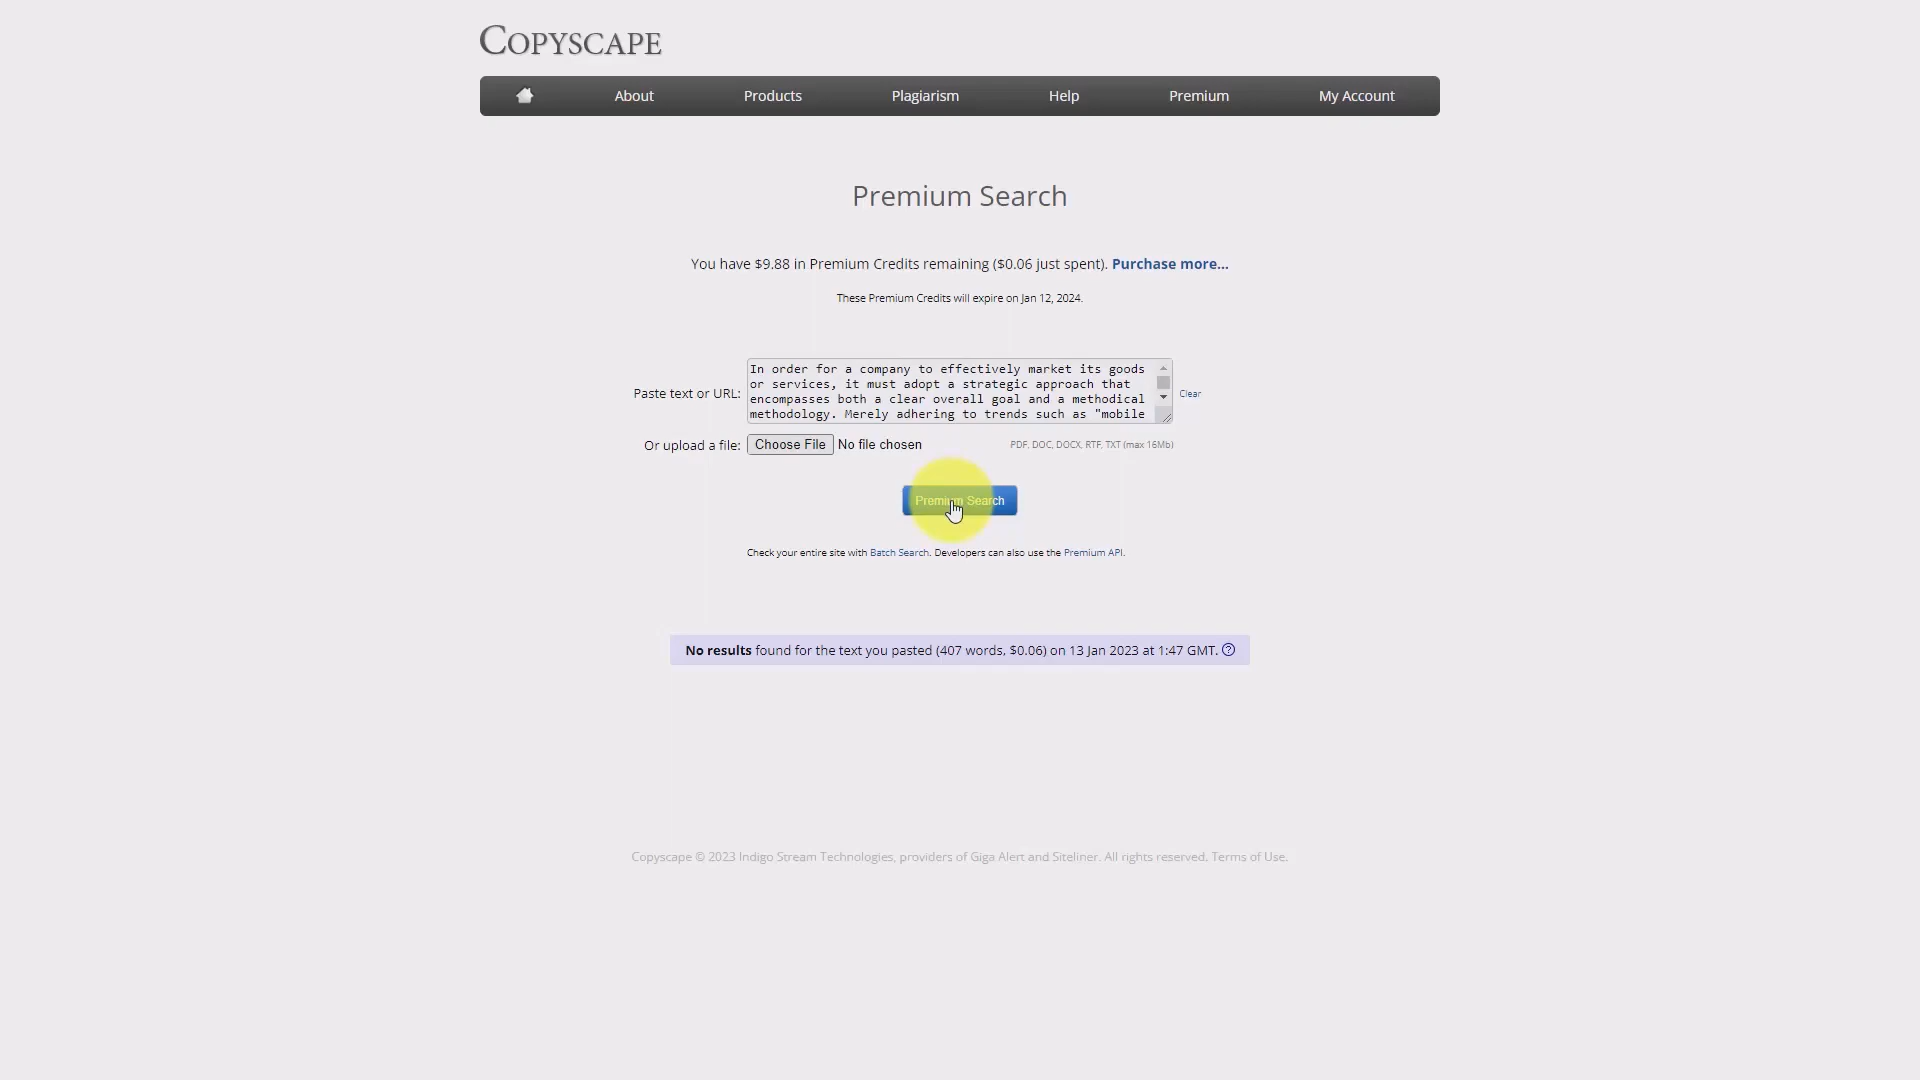 COPYSCAPE
About Products Plagiarism Help Premium My Account
Premium Search
You have $9.88 in Premium Credits remaining ($0.06 just spent). Purchase more...
These Premium Credits will expire on Jan 12, 2024.
Paste text or URL:
In order for a company to effectively market its goods
or services, it must adopt a strategic approach that
encompasses both a clear overall goal and a methodical
methodology. Merely adhering to trends such as "mobile
Clear
Or upload a file: Choose File No file chosen PDF, DOC, DOCX, RTF, TXT (max 16Mb)
Premium Search
Check your entire site with Batch Search. Developers can also use the Premium API.
No results found for the text you pasted (407 words, $0.06) on 13 Jan 2023 at 1:47 GMT. ?
Copyscape © 2023 Indigo Stream Technologies, providers of Giga Alert and Siteliner. All rights reserved. Terms of Use.